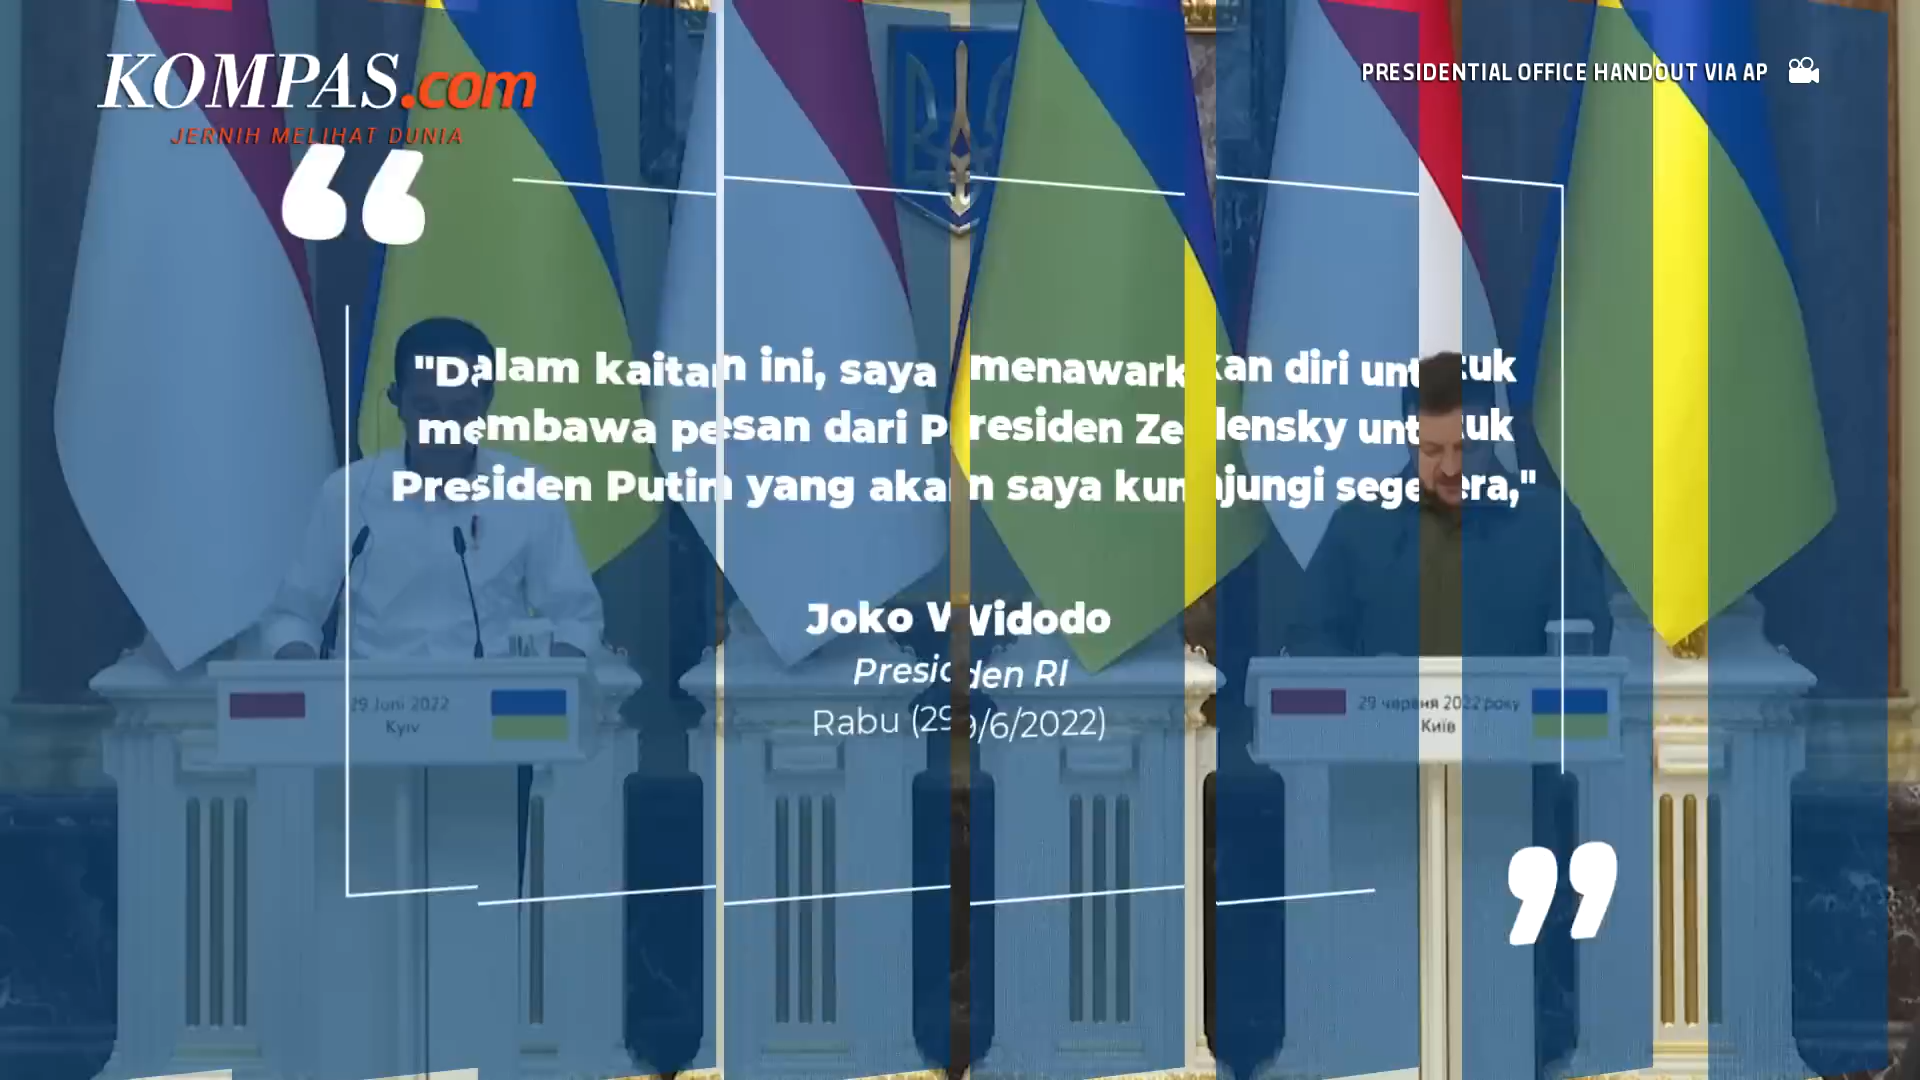 KOMPAS.com
JERNIH MELIHAT DUNIA
PRESIDENTIAL OFFICE HANDOUT VIA AP
"Dalam kaitan ini, saya menawarkan diri untuk
membawa pesan dari Presiden Zelensky untuk
Presiden Putin yang akan saya kunjungi segera,"
Joko Widodo
Presiden RI
Rabu (29/6/2022)
29 Juni 2022
Kyiv
29 червня 2022 року
Київ